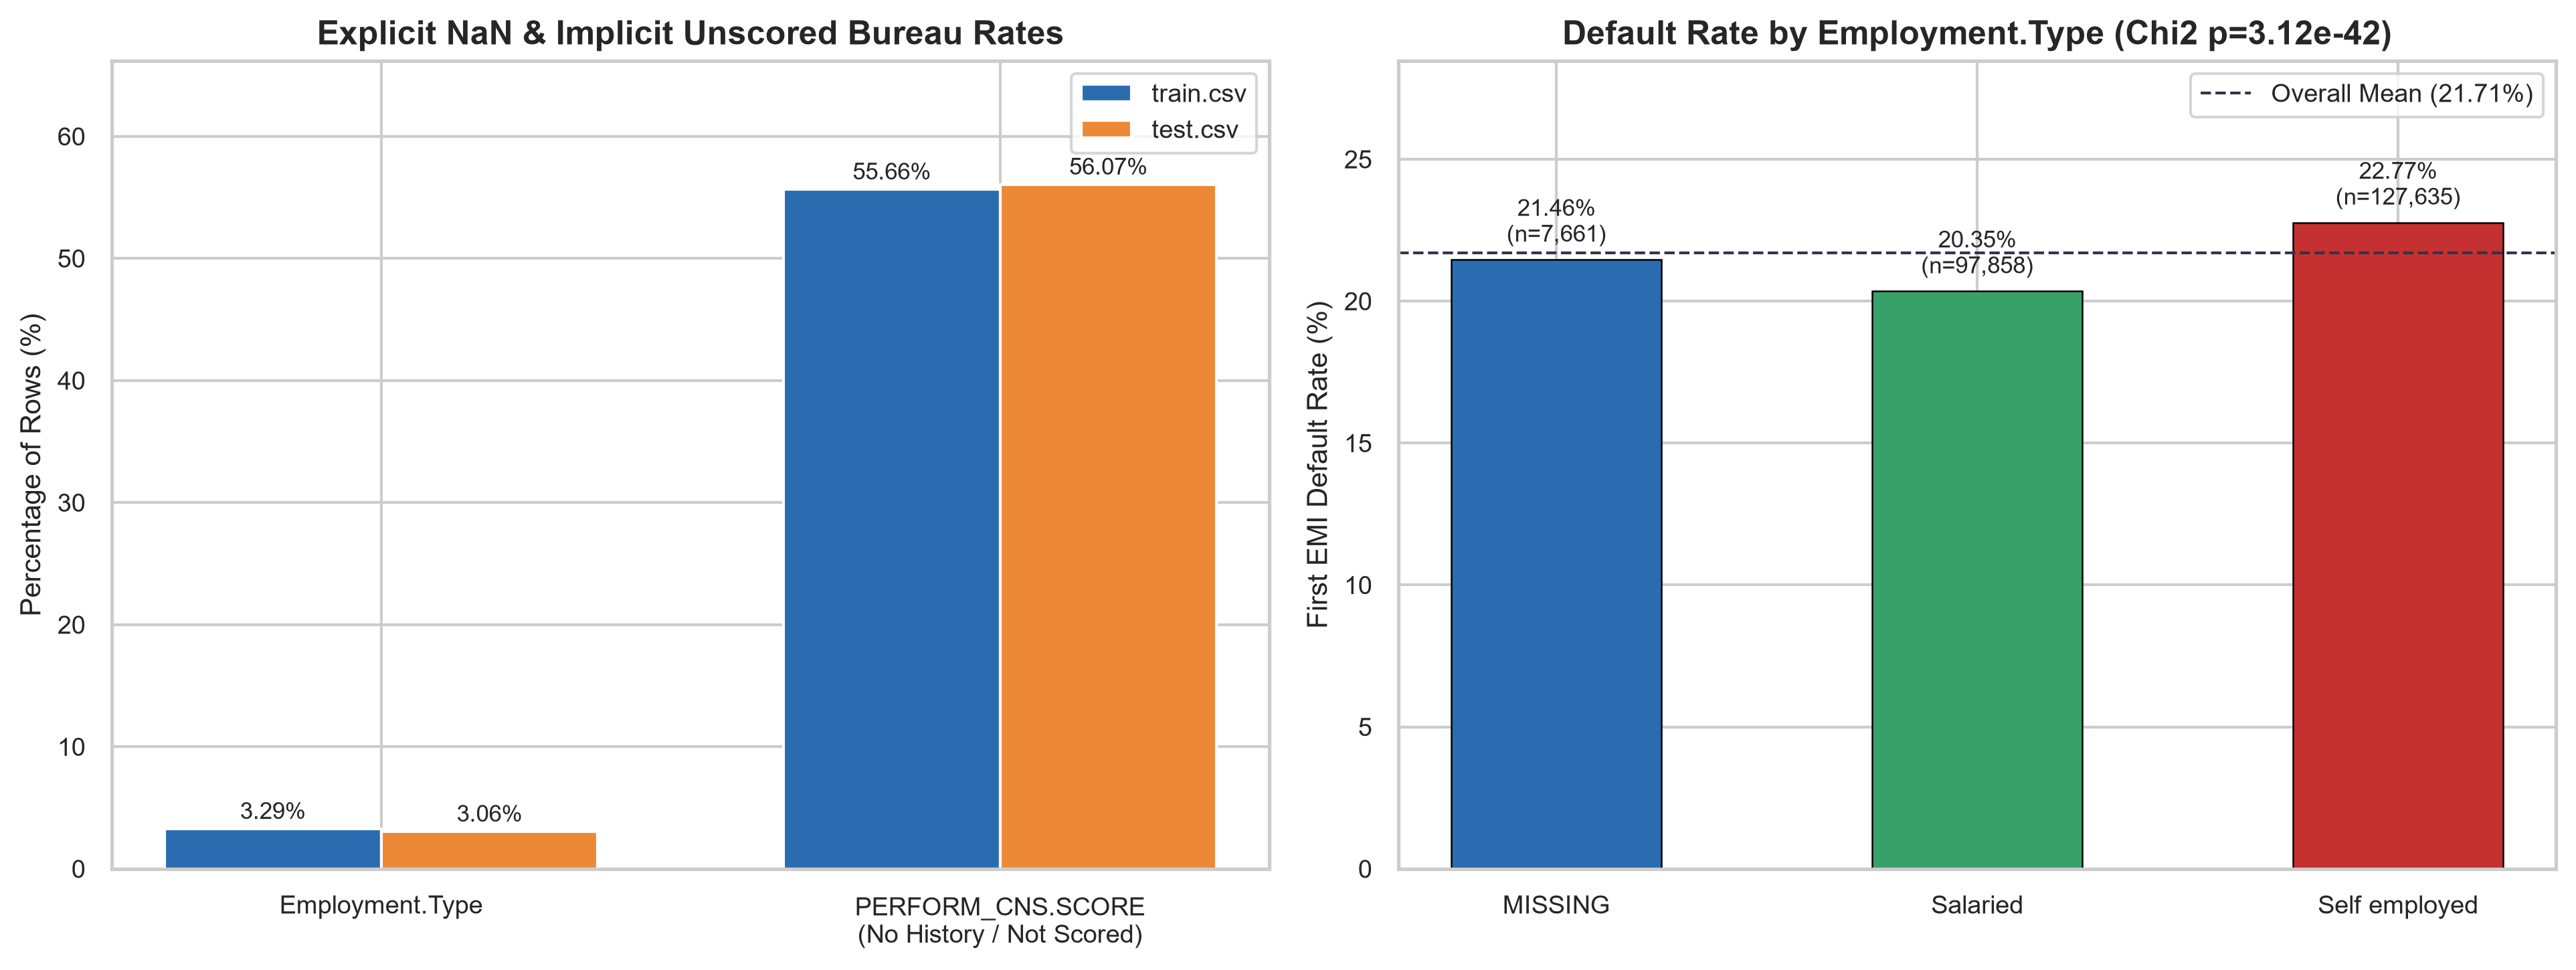 Explicit NaN & Implicit Unscored Bureau Rates
train.csv
test.csv
Percentage of Rows (%)
60
50
40
30
20
10
0
3.29%
3.06%
55.66%
56.07%
Employment.Type
PERFORM_CNS.SCORE
(No History / Not Scored)
Default Rate by Employment.Type (Chi2 p=3.12e-42)
Overall Mean (21.71%)
First EMI Default Rate (%)
25
20
15
10
5
0
21.46%
(n=7,661)
20.35%
(n=97,858)
22.77%
(n=127,635)
MISSING
Salaried
Self employed